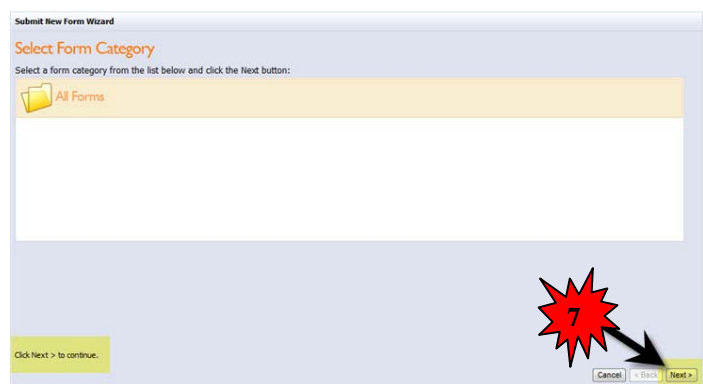 Submit New Form Wizard
Select Form Category
Select a form category from the list below and click the Next button:
All Forms
7
Click Next > to continue.
Cancel < Back Next >